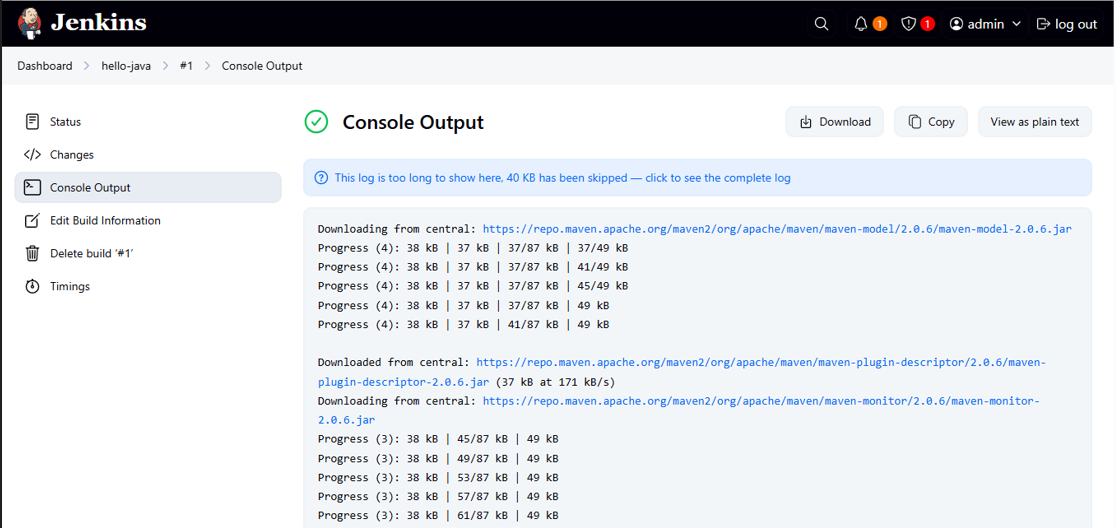 Jenkins
1
1
admin
log out
Dashboard
hello-java
#1
Console Output
Status
Changes
Console Output
Edit Build Information
Delete build ‘#1’
Timings
Console Output
Download
Copy
View as plain text
This log is too long to show here, 40 KB has been skipped — click to see the complete log
Downloading from central: https://repo.maven.apache.org/maven2/org/apache/maven/maven-model/2.0.6/maven-model-2.0.6.jar
Progress (4): 38 kB | 37 kB | 37/87 kB | 37/49 kB
Progress (4): 38 kB | 37 kB | 37/87 kB | 41/49 kB
Progress (4): 38 kB | 37 kB | 37/87 kB | 45/49 kB
Progress (4): 38 kB | 37 kB | 37/87 kB | 49 kB
Progress (4): 38 kB | 37 kB | 41/87 kB | 49 kB
Downloaded from central: https://repo.maven.apache.org/maven2/org/apache/maven/maven-plugin-descriptor/2.0.6/maven-
plugin-descriptor-2.0.6.jar (37 kB at 171 kB/s)
Downloading from central: https://repo.maven.apache.org/maven2/org/apache/maven/maven-monitor/2.0.6/maven-monitor-
2.0.6.jar
Progress (3): 38 kB | 45/87 kB | 49 kB
Progress (3): 38 kB | 49/87 kB | 49 kB
Progress (3): 38 kB | 53/87 kB | 49 kB
Progress (3): 38 kB | 57/87 kB | 49 kB
Progress (3): 38 kB | 61/87 kB | 49 kB